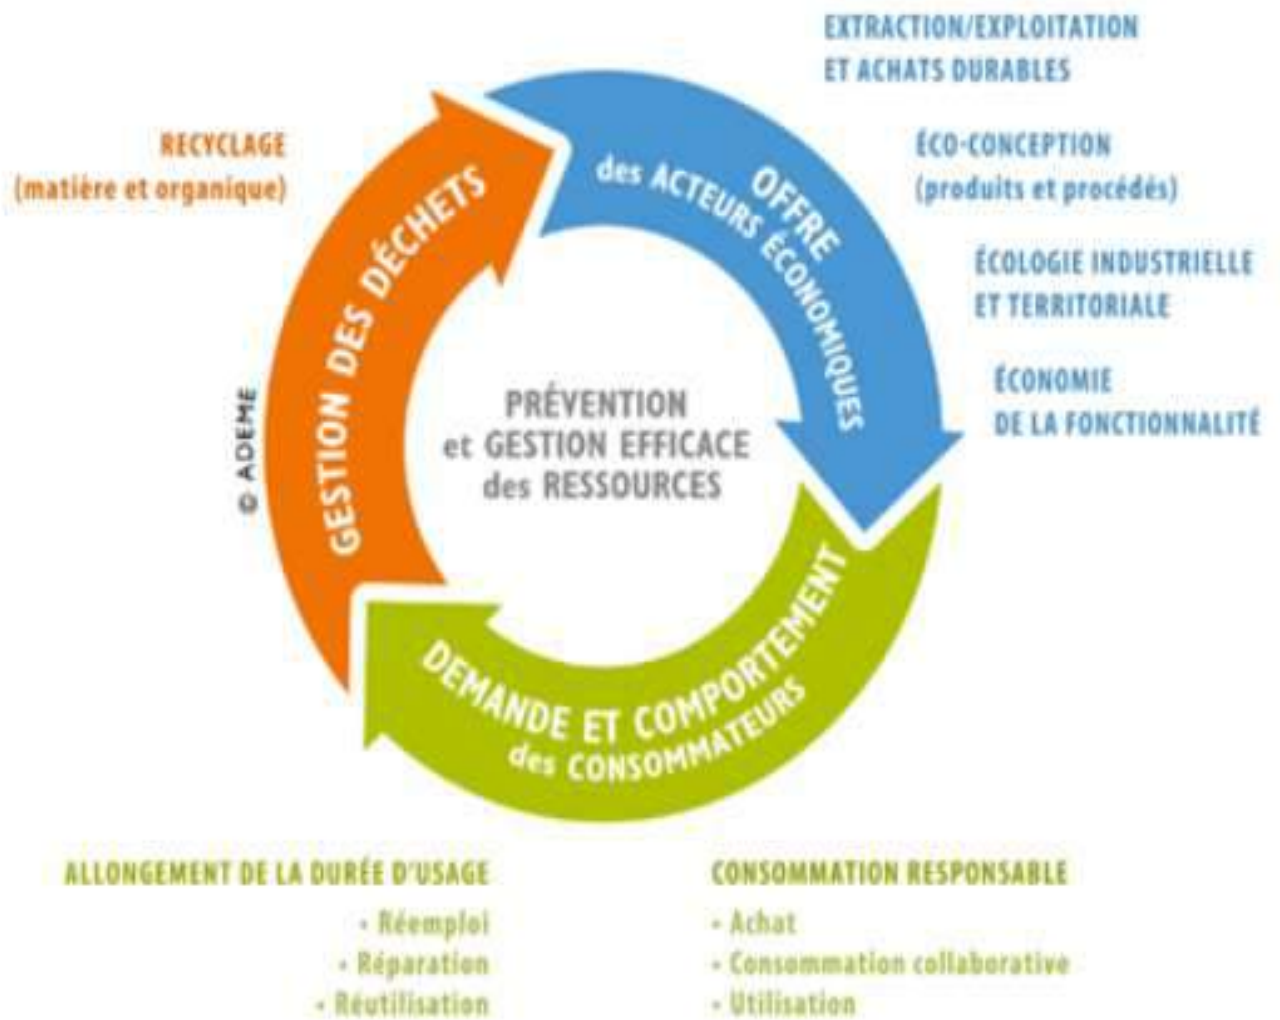 EXTRACTION/EXPLOITATION
ET ACHATS DURABLES
RECYCLAGE
(matière et organique)
ÉCO-CONCEPTION
(produits et procédés)
ÉCOLOGIE INDUSTRIELLE
ET TERRITORIALE
ÉCONOMIE
DE LA FONCTIONNALITÉ
OFFRE
des ACTEURS ÉCONOMIQUES
GESTION DES DÉCHETS
PRÉVENTION
et GESTION EFFICACE
des RESSOURCES
© ADEME
DEMANDE ET COMPORTEMENT
des CONSOMMATEURS
ALLONGEMENT DE LA DURÉE D'USAGE
• Réemploi
• Réparation
• Réutilisation
CONSOMMATION RESPONSABLE
• Achat
• Consommation collaborative
• Utilisation